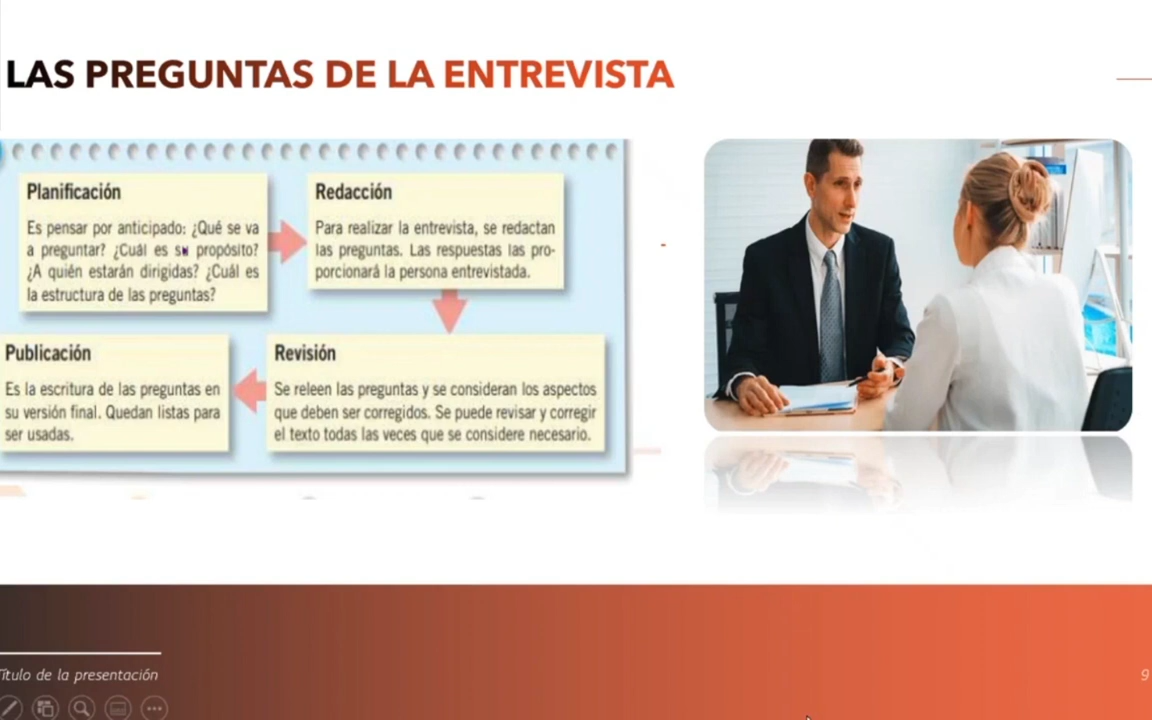 LAS PREGUNTAS DE LA ENTREVISTA
Planificación
Es pensar por anticipado: ¿Qué se va
a preguntar? ¿Cuál es su propósito?
¿A quién estarán dirigidas? ¿Cuál es
la estructura de las preguntas?
Redacción
Para realizar la entrevista, se redactan
las preguntas. Las respuestas las pro-
porcionará la persona entrevistada.
Revisión
Se releen las preguntas y se consideran los aspectos
que deben ser corregidos. Se puede revisar y corregir
el texto todas las veces que se considere necesario.
Publicación
Es la escritura de las preguntas en
su versión final. Quedan listas para
ser usadas.
Título de la presentación
9